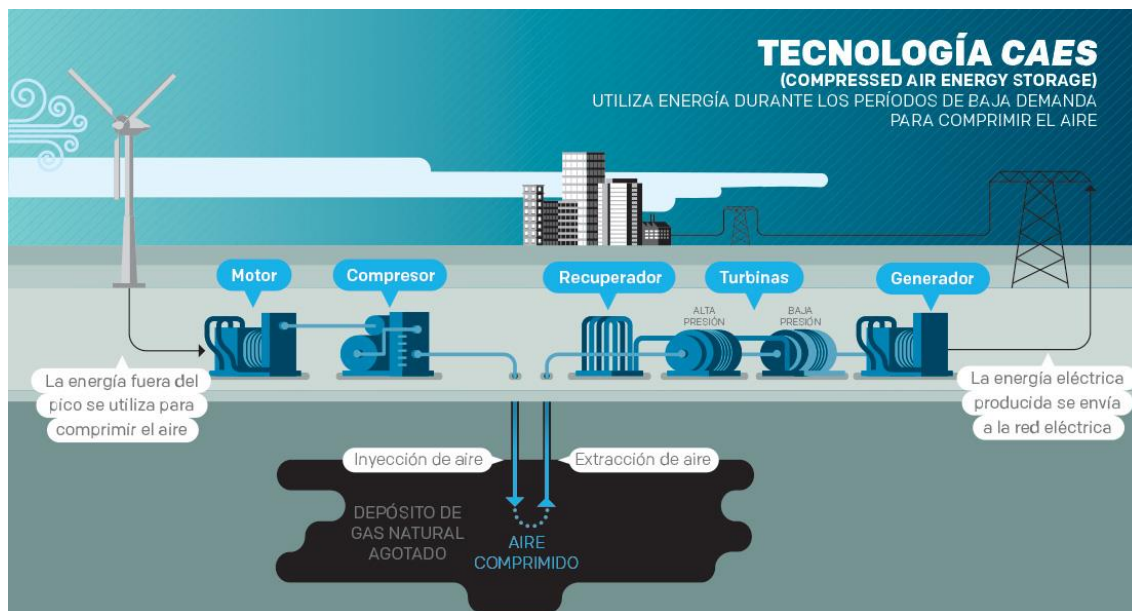 TECNOLOGÍA CAES
(COMPRESSED AIR ENERGY STORAGE)
UTILIZA ENERGÍA DURANTE LOS PERÍODOS DE BAJA DEMANDA
PARA COMPRIMIR EL AIRE
Motor
Compresor
Recuperador
Turbinas
Generador
ALTA
PRESIÓN
BAJA
PRESIÓN
La energía fuera del
pico se utiliza para
comprimir el aire
La energía eléctrica
producida se envía
a la red eléctrica
Inyección de aire
Extracción de aire
DEPÓSITO DE
GAS NATURAL
AGOTADO
AIRE
COMPRIMIDO